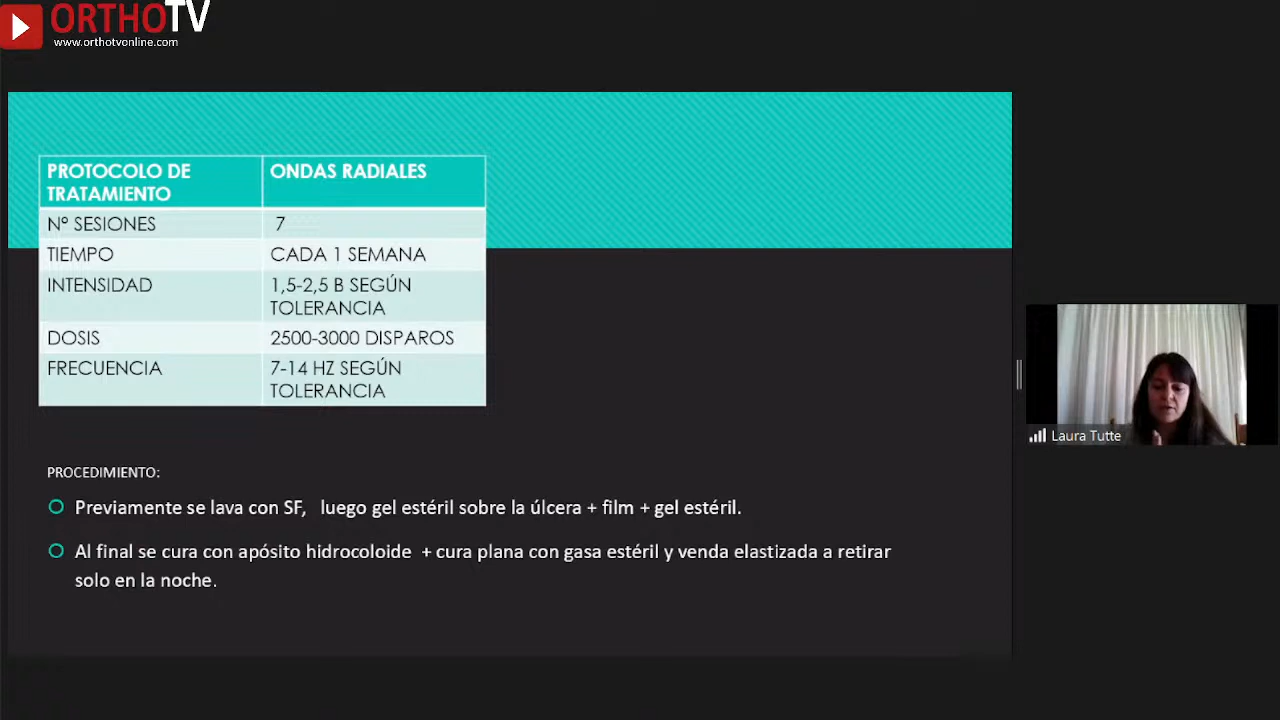 ORTHOTV
www.orthotvonline.com
PROTOCOLO DE
TRATAMIENTO
ONDAS RADIALES
Nº SESIONES
7
TIEMPO
CADA 1 SEMANA
INTENSIDAD
1,5-2,5 B SEGÚN
TOLERANCIA
DOSIS
2500-3000 DISPAROS
FRECUENCIA
7-14 HZ SEGÚN
TOLERANCIA
PROCEDIMIENTO:
Previamente se lava con SF, luego gel estéril sobre la úlcera + film + gel estéril.
Al final se cura con apósito hidrocoloide + cura plana con gasa estéril y venda elastizada a retirar
solo en la noche.
Laura Tutte